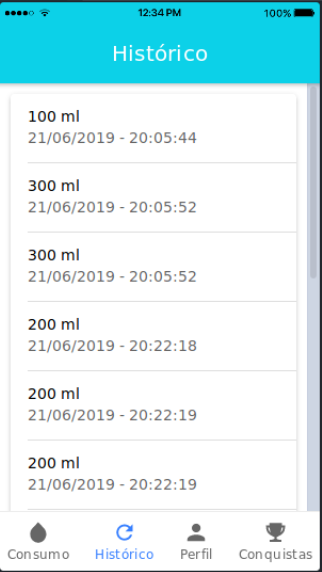 12:34 PM
100%
Histórico
100 ml
21/06/2019 - 20:05:44
300 ml
21/06/2019 - 20:05:52
300 ml
21/06/2019 - 20:05:52
200 ml
21/06/2019 - 20:22:18
200 ml
21/06/2019 - 20:22:19
200 ml
21/06/2019 - 20:22:19
Consumo
Histórico
Perfil
Conquistas